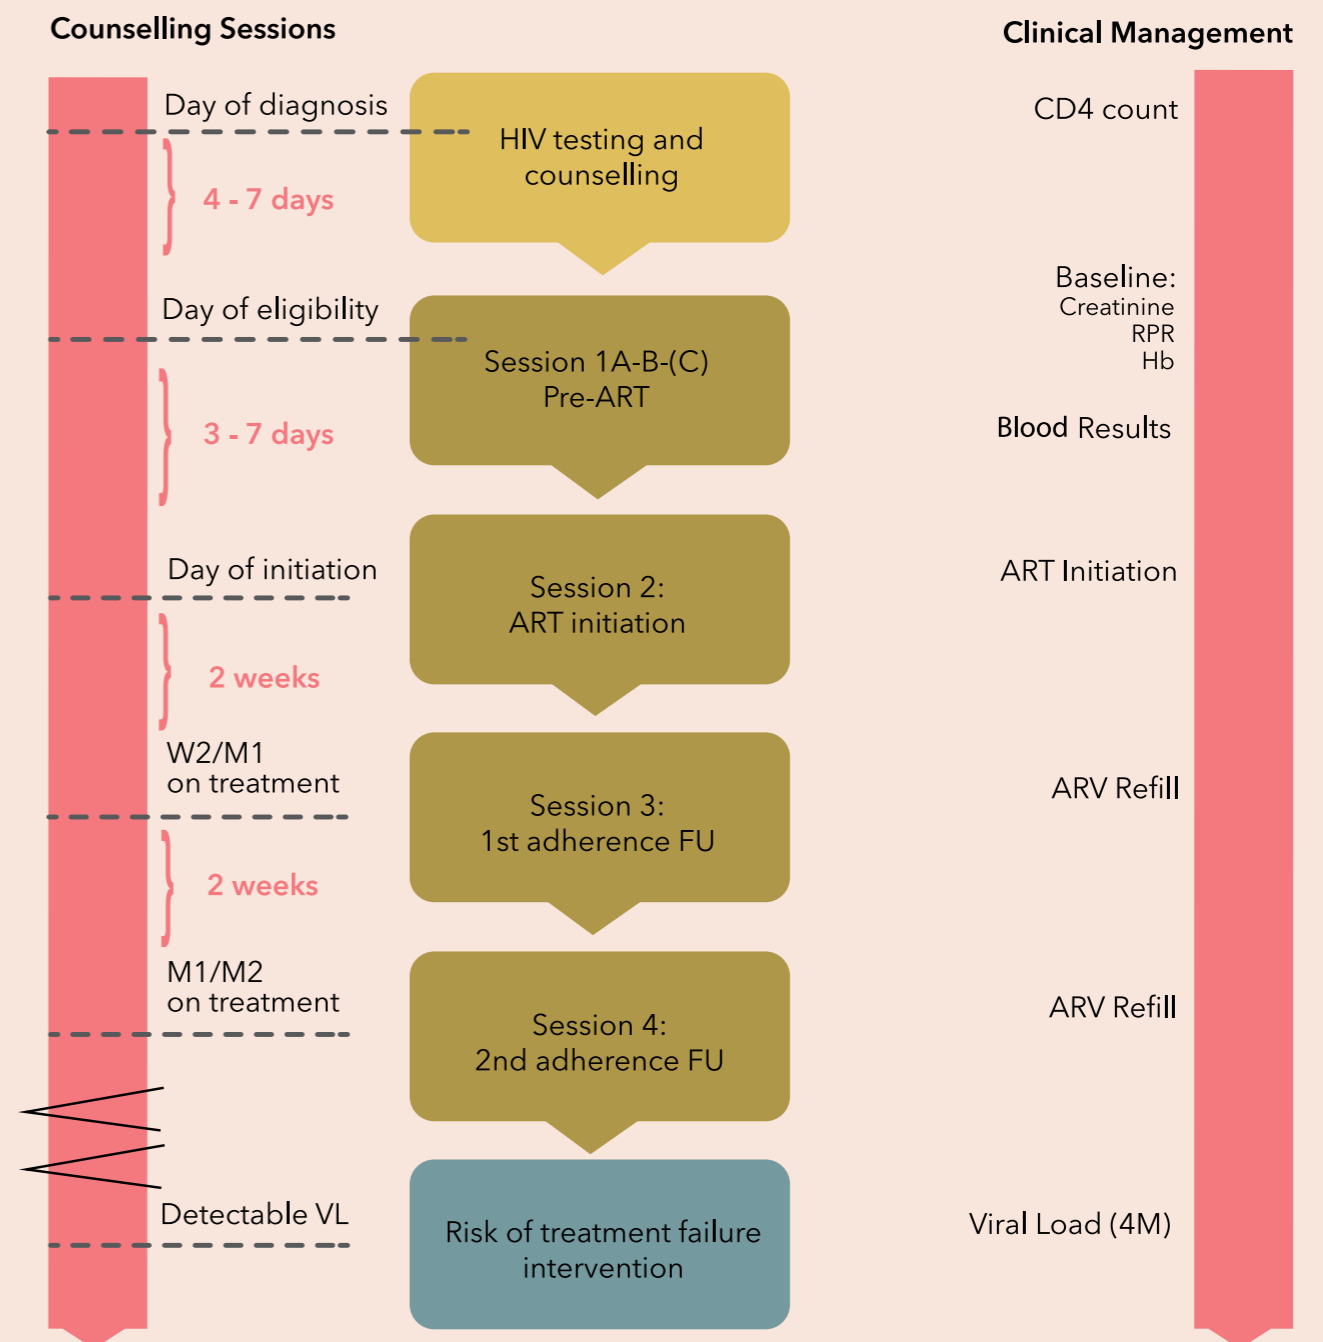 Counselling Sessions
Clinical Management
Day of diagnosis
HIV testing and
counselling
CD4 count
4 - 7 days
Baseline:
Creatinine
RPR
Hb
Day of eligibility
Session 1A-B-(C)
Pre-ART
3 - 7 days
Blood Results
Day of initiation
Session 2:
ART initiation
ART Initiation
2 weeks
W2/M1
on treatment
Session 3:
1st adherence FU
ARV Refill
2 weeks
M1/M2
on treatment
Session 4:
2nd adherence FU
ARV Refill
Detectable VL
Risk of treatment failure
intervention
Viral Load (4M)